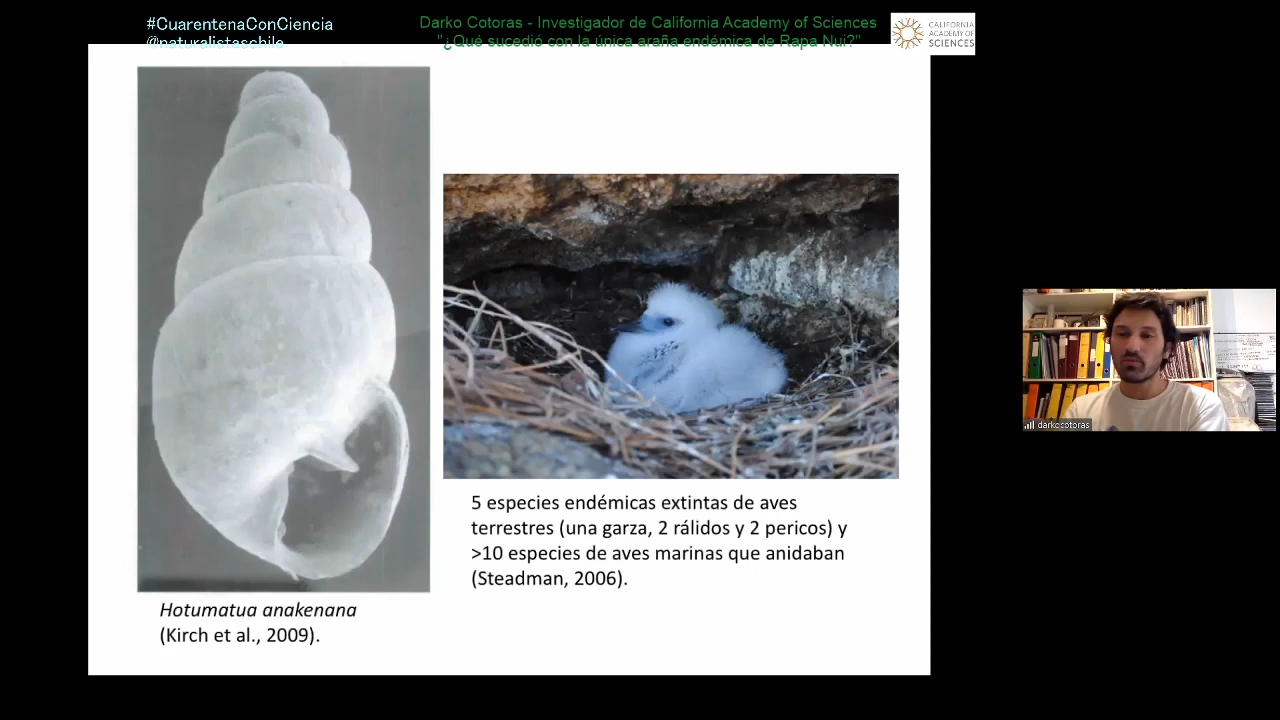 #CuarentenaConCiencia
@naturalistaschile
Darko Cotoras - Investigador de California Academy of Sciences
"¿Qué sucedió con la única araña endémica de Rapa Nui?"
CALIFORNIA
ACADEMY OF
SCIENCES
5 especies endémicas extintas de aves
terrestres (una garza, 2 rálidos y 2 pericos) y
>10 especies de aves marinas que anidaban
(Steadman, 2006).
Hotumatua anakenana
(Kirch et al., 2009).
darkocotoras